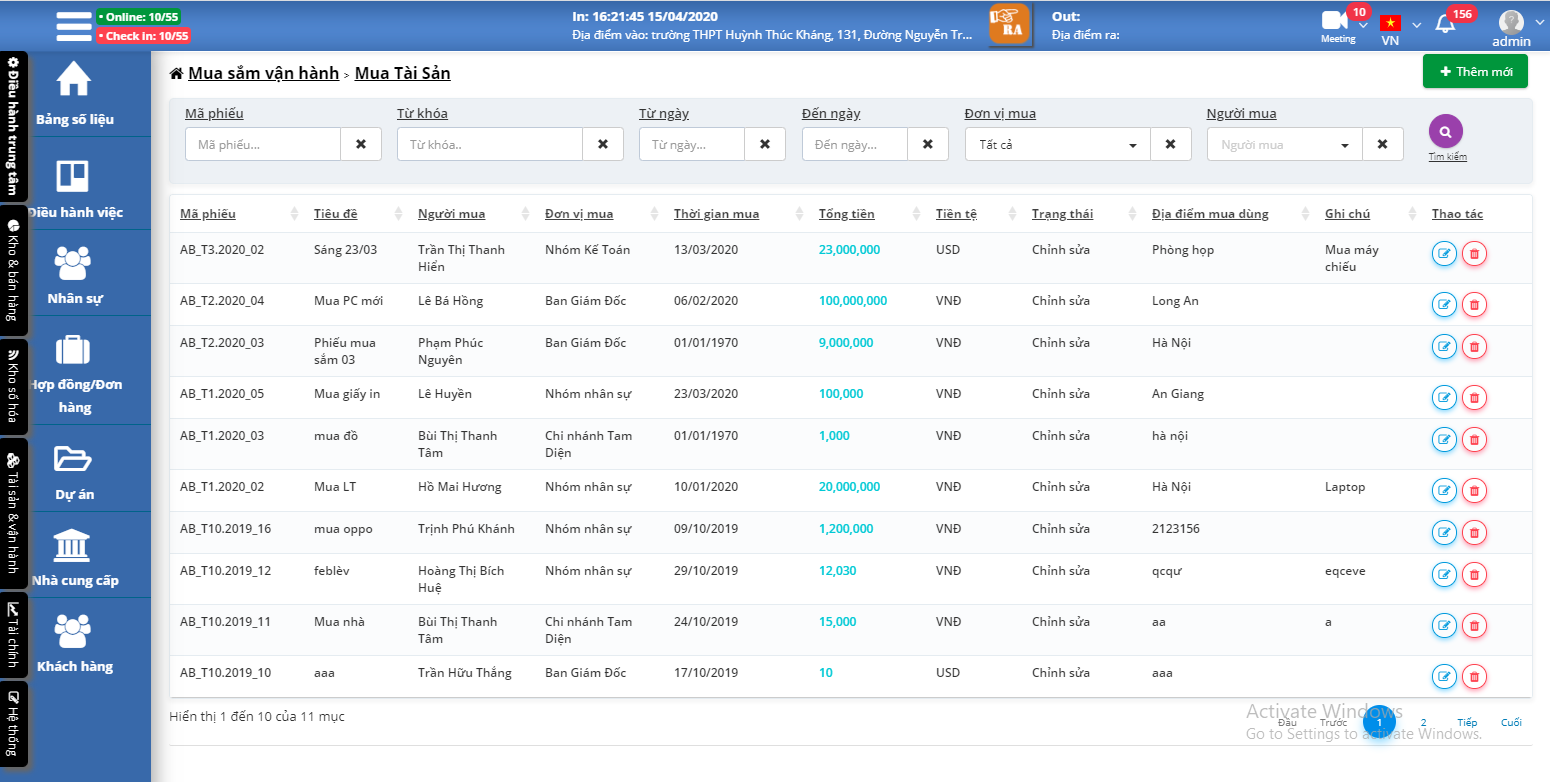 • Online: 10/55
• Check in: 10/55
In: 16:21:45 15/04/2020
Địa điểm vào: trường THPT Huỳnh Thúc Kháng, 131, Đường Nguyễn Tr...
RA
Out:
Địa điểm ra:
10
Meeting
VN
156
admin
Điều hành trung tâm
Kho & bán hàng
Kho số hóa
Tài sản & vận hành
Tài chính
Hệ thống
Bảng số liệu
Điều hành việc
Nhân sự
Hợp đồng/Đơn
hàng
Dự án
Nhà cung cấp
Khách hàng
Mua sắm vận hành > Mua Tài Sản
+ Thêm mới
Mã phiếu Từ khóa Từ ngày Đến ngày Đơn vị mua Người mua
Mã phiếu... Từ khóa.. Từ ngày... Đến ngày... Tất cả Người mua
Tìm kiếm
Mã phiếu Tiêu đề Người mua Đơn vị mua Thời gian mua Tổng tiền Tiền tệ Trạng thái Địa điểm mua dùng Ghi chú Thao tác
AB_T3.2020_02 Sáng 23/03 Trần Thị Thanh Nhóm Kế Toán 13/03/2020 23,000,000 USD Chỉnh sửa Phòng họp Mua máy
Hiển chiếu
AB_T2.2020_04 Mua PC mới Lê Bá Hồng Ban Giám Đốc 06/02/2020 100,000,000 VNĐ Chỉnh sửa Long An
AB_T2.2020_03 Phiếu mua Phạm Phúc Ban Giám Đốc 01/01/1970 9,000,000 VNĐ Chỉnh sửa Hà Nội
sắm 03 Nguyên
AB_T1.2020_05 Mua giấy in Lê Huyền Nhóm nhân sự 23/03/2020 100,000 VNĐ Chỉnh sửa An Giang
AB_T1.2020_03 mua đồ Bùi Thị Thanh Chi nhánh Tam 01/01/1970 1,000 VNĐ Chỉnh sửa hà nội
Tâm Diện
AB_T1.2020_02 Mua LT Hồ Mai Hương Nhóm nhân sự 10/01/2020 20,000,000 VNĐ Chỉnh sửa Hà Nội Laptop
AB_T10.2019_16 mua oppo Trịnh Phú Khánh Nhóm nhân sự 09/10/2019 1,200,000 VNĐ Chỉnh sửa 2123156
AB_T10.2019_12 feblèv Hoàng Thị Bích Nhóm nhân sự 29/10/2019 12,030 VNĐ Chỉnh sửa qcqư eqceve
Huệ
AB_T10.2019_11 Mua nhà Bùi Thị Thanh Chi nhánh Tam 24/10/2019 15,000 VNĐ Chỉnh sửa aa a
Tâm Diện
AB_T10.2019_10 aaa Trần Hữu Thắng Ban Giám Đốc 17/10/2019 10 USD Chỉnh sửa aaa
Hiển thị 1 đến 10 của 11 mục
Activate Windows
Đầu Trước 1 2 Tiếp Cuối
Go to Settings to activate Windows.